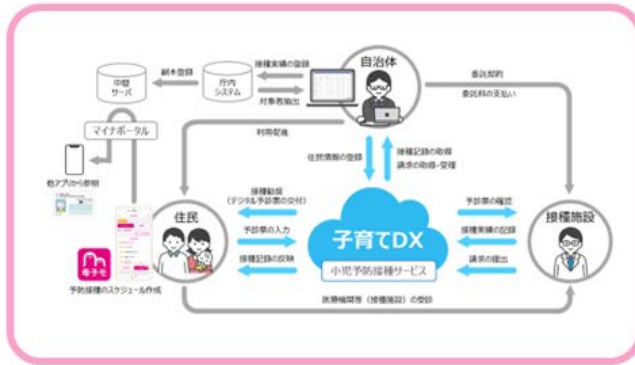 自治体
接種実績の登録
副本登録
中間
サーバ
庁内
システム
対象者抽出
委託契約
委託料の支払い
マイナポータル
利用促進
住民情報の登録
接種記録の取得
請求の取得・受理
他アプリから参照
住民
接種勧奨
(デジタル予診票の交付)
予診票の入力
接種記録の反映
子育てDX
小児予防接種サービス
予診票の確認
接種実績の記録
請求の提出
接種施設
母子モ
予防接種のスケジュール作成
医療機関等（接種施設）の受診